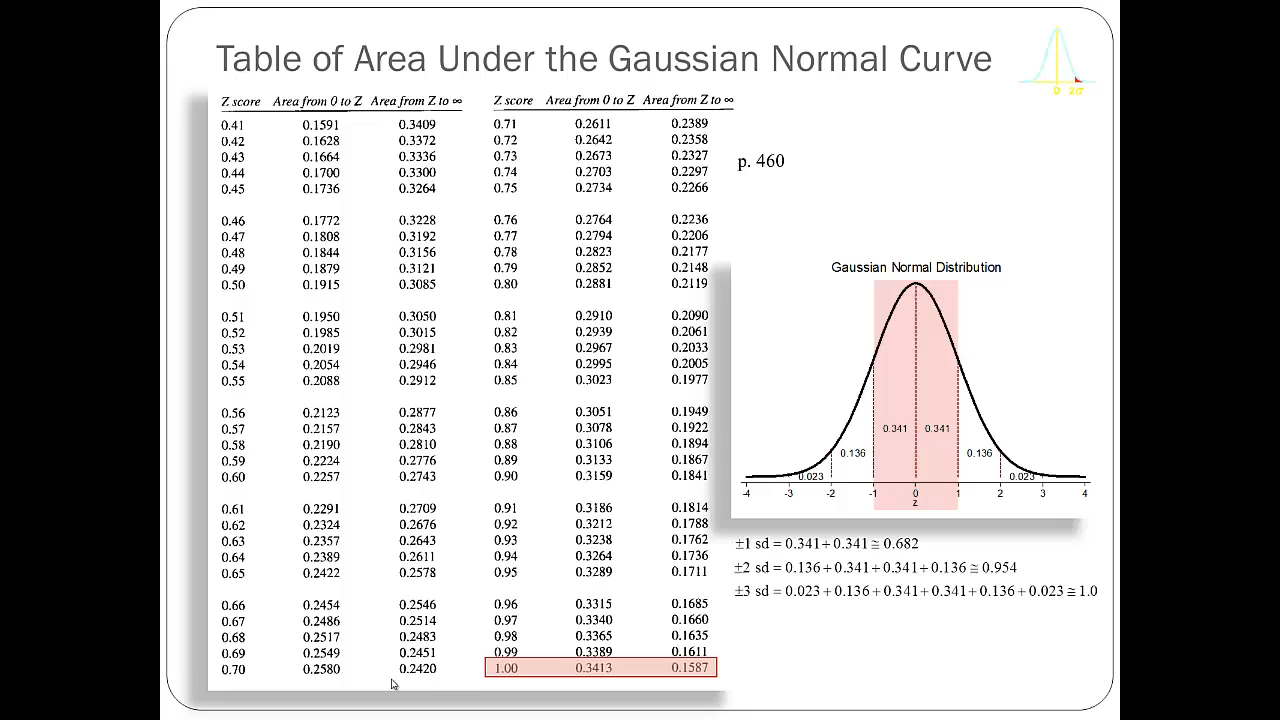 Table of Area Under the Gaussian Normal Curve
0 2σ
Z score Area from 0 to Z Area from Z to ∞ Z score Area from 0 to Z Area from Z to ∞
0.41 0.1591 0.3409 0.71 0.2611 0.2389
0.42 0.1628 0.3372 0.72 0.2642 0.2358
0.43 0.1664 0.3336 0.73 0.2673 0.2327
0.44 0.1700 0.3300 0.74 0.2703 0.2297
0.45 0.1736 0.3264 0.75 0.2734 0.2266
0.46 0.1772 0.3228 0.76 0.2764 0.2236
0.47 0.1808 0.3192 0.77 0.2794 0.2206
0.48 0.1844 0.3156 0.78 0.2823 0.2177
0.49 0.1879 0.3121 0.79 0.2852 0.2148
0.50 0.1915 0.3085 0.80 0.2881 0.2119
0.51 0.1950 0.3050 0.81 0.2910 0.2090
0.52 0.1985 0.3015 0.82 0.2939 0.2061
0.53 0.2019 0.2981 0.83 0.2967 0.2033
0.54 0.2054 0.2946 0.84 0.2995 0.2005
0.55 0.2088 0.2912 0.85 0.3023 0.1977
0.56 0.2123 0.2877 0.86 0.3051 0.1949
0.57 0.2157 0.2843 0.87 0.3078 0.1922
0.58 0.2190 0.2810 0.88 0.3106 0.1894
0.59 0.2224 0.2776 0.89 0.3133 0.1867
0.60 0.2257 0.2743 0.90 0.3159 0.1841
0.61 0.2291 0.2709 0.91 0.3186 0.1814
0.62 0.2324 0.2676 0.92 0.3212 0.1788
0.63 0.2357 0.2643 0.93 0.3238 0.1762
0.64 0.2389 0.2611 0.94 0.3264 0.1736
0.65 0.2422 0.2578 0.95 0.3289 0.1711
0.66 0.2454 0.2546 0.96 0.3315 0.1685
0.67 0.2486 0.2514 0.97 0.3340 0.1660
0.68 0.2517 0.2483 0.98 0.3365 0.1635
0.69 0.2549 0.2451 0.99 0.3389 0.1611
0.70 0.2580 0.2420 1.00 0.3413 0.1587
p. 460
Gaussian Normal Distribution
0.341 0.341
0.136 0.136
0.023 0.023
-4 -3 -2 -1 0 1 2 3 4
z
±1 sd = 0.341+0.341≅0.682
±2 sd = 0.136+0.341+0.341+0.136≅0.954
±3 sd = 0.023+0.136+0.341+0.341+0.136+0.023≅1.0